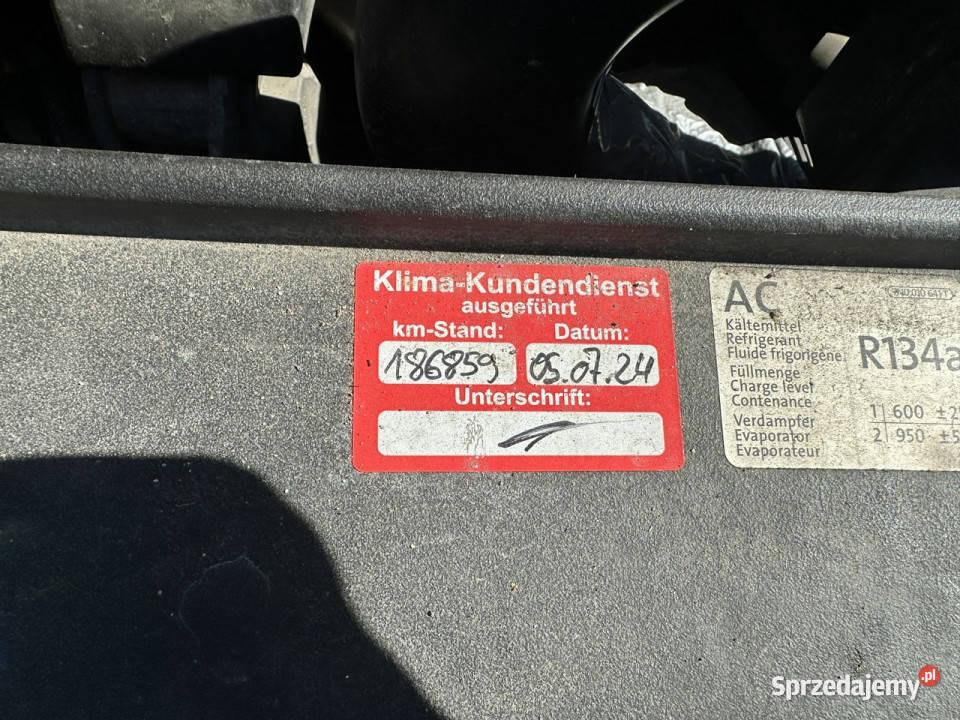 Klima-Kundendienst
ausgeführt
km-Stand: Datum:
186859 05.07.24
Unterschrift:
AC
Kältemittel
Refrigerant
Fluide frigorigène
R134a
Füllmenge
Charge level
Contenance
Verdampfer
Evaporator
Evaporateur
1 600 ±
2 950 ±
Sprzedajemy.pl